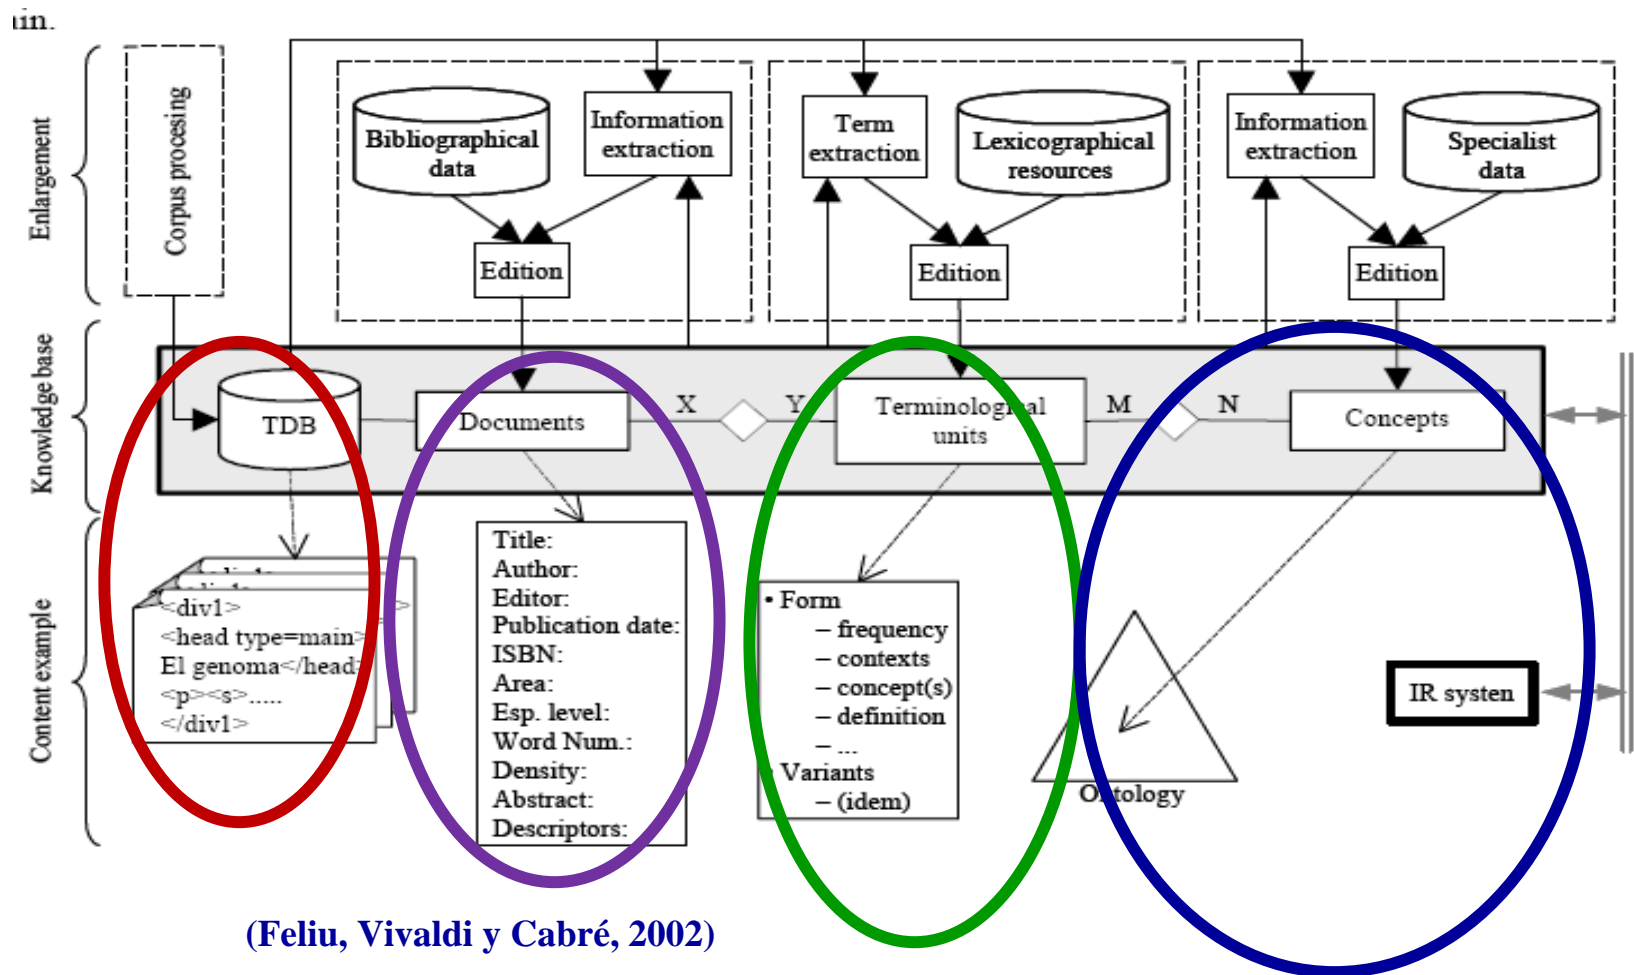 Enlargement
Corpus procesing
Bibliographical
data
Information
extraction
Edition
Term
extraction
Lexicographical
resources
Edition
Information
extraction
Specialist
data
Edition
Knowledge base
TDB
Documents
X
Y
Terminological
units
M
N
Concepts
Content example
<div1>
<head type=main>
El genoma</head>
<p><s>.....
</div1>
Title:
Author:
Editor:
Publication date:
ISBN:
Area:
Esp. level:
Word Num.:
Density:
Abstract:
Descriptors:
• Form
– frequency
– contexts
– concept(s)
– definition
– ...
• Variants
– (idem)
Ontology
IR systen
(Feliu, Vivaldi y Cabré, 2002)